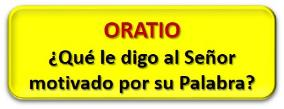 ORATIO
¿Qué le digo al Señor
motivado por su Palabra?